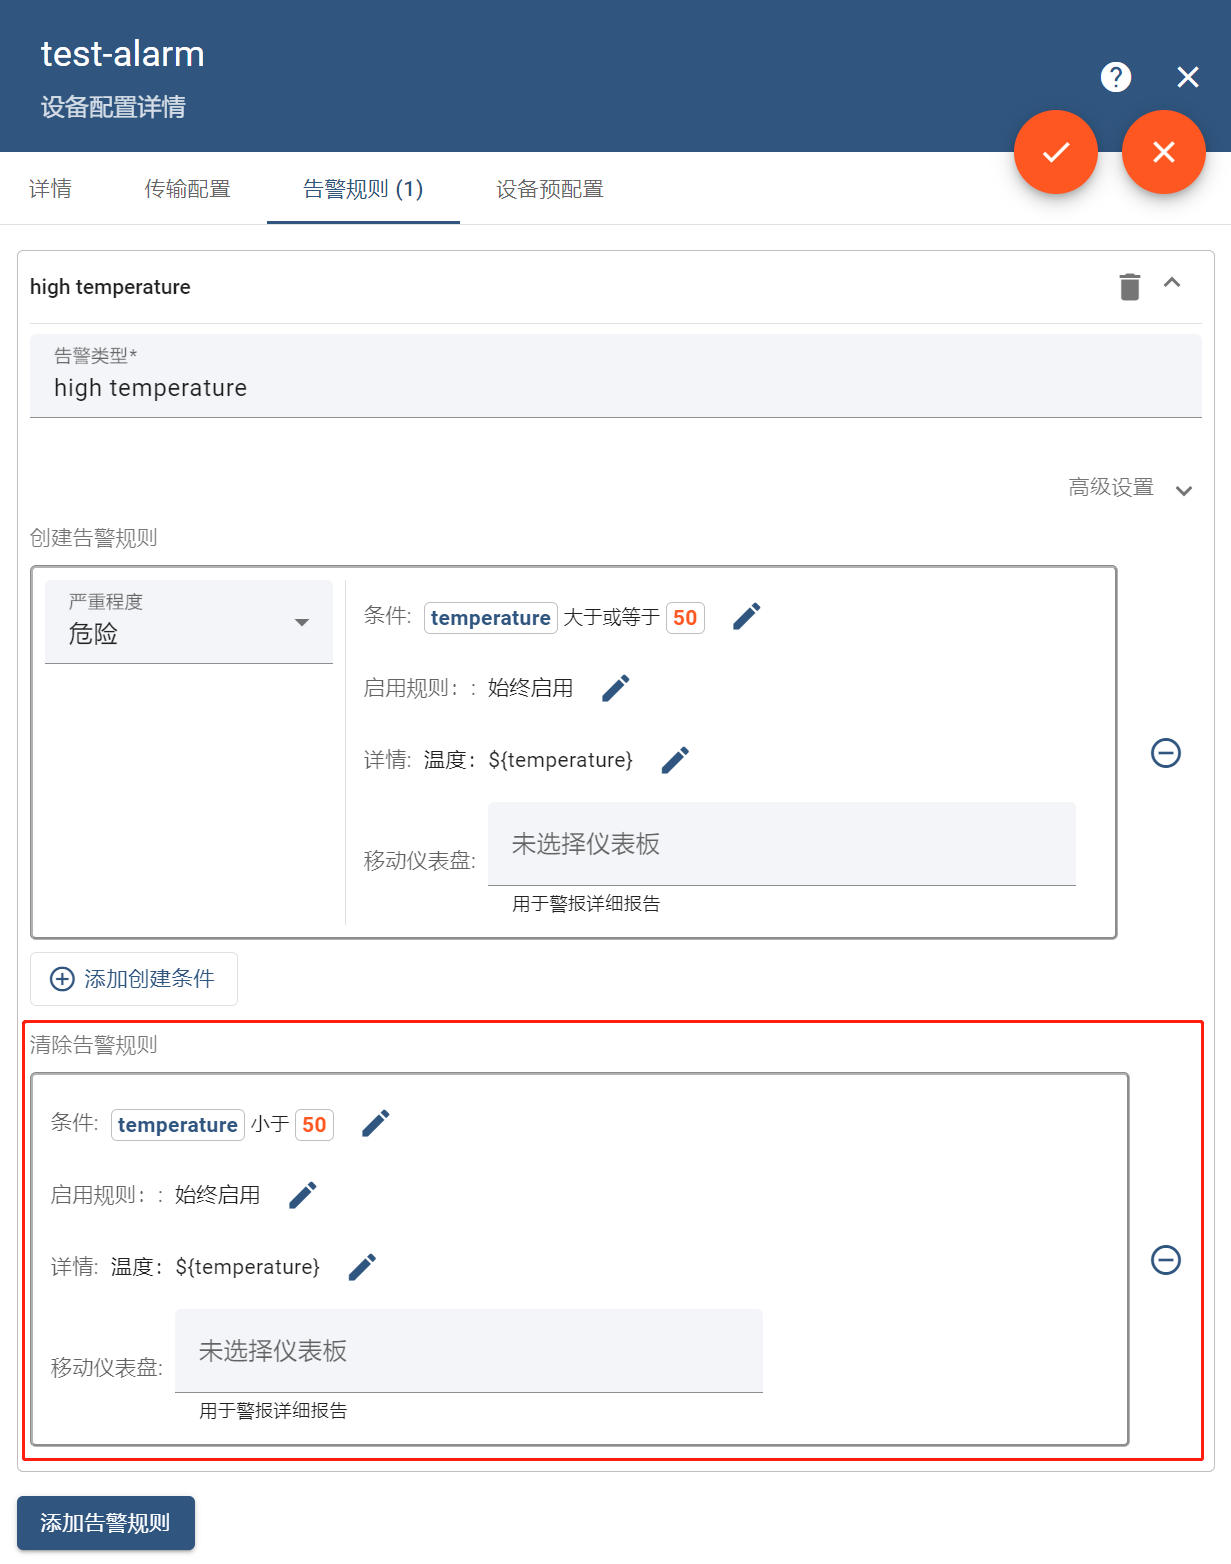 test-alarm
设备配置详情
详情 传输配置 告警规则 (1) 设备预配置
high temperature
告警类型*
high temperature
高级设置
创建告警规则
严重程度
危险
条件: temperature 大于或等于 50
启用规则：: 始终启用
详情: 温度：${temperature}
移动仪表盘: 未选择仪表板
用于警报详细报告
添加创建条件
清除告警规则
条件: temperature 小于 50
启用规则：: 始终启用
详情: 温度：${temperature}
移动仪表盘: 未选择仪表板
用于警报详细报告
添加告警规则